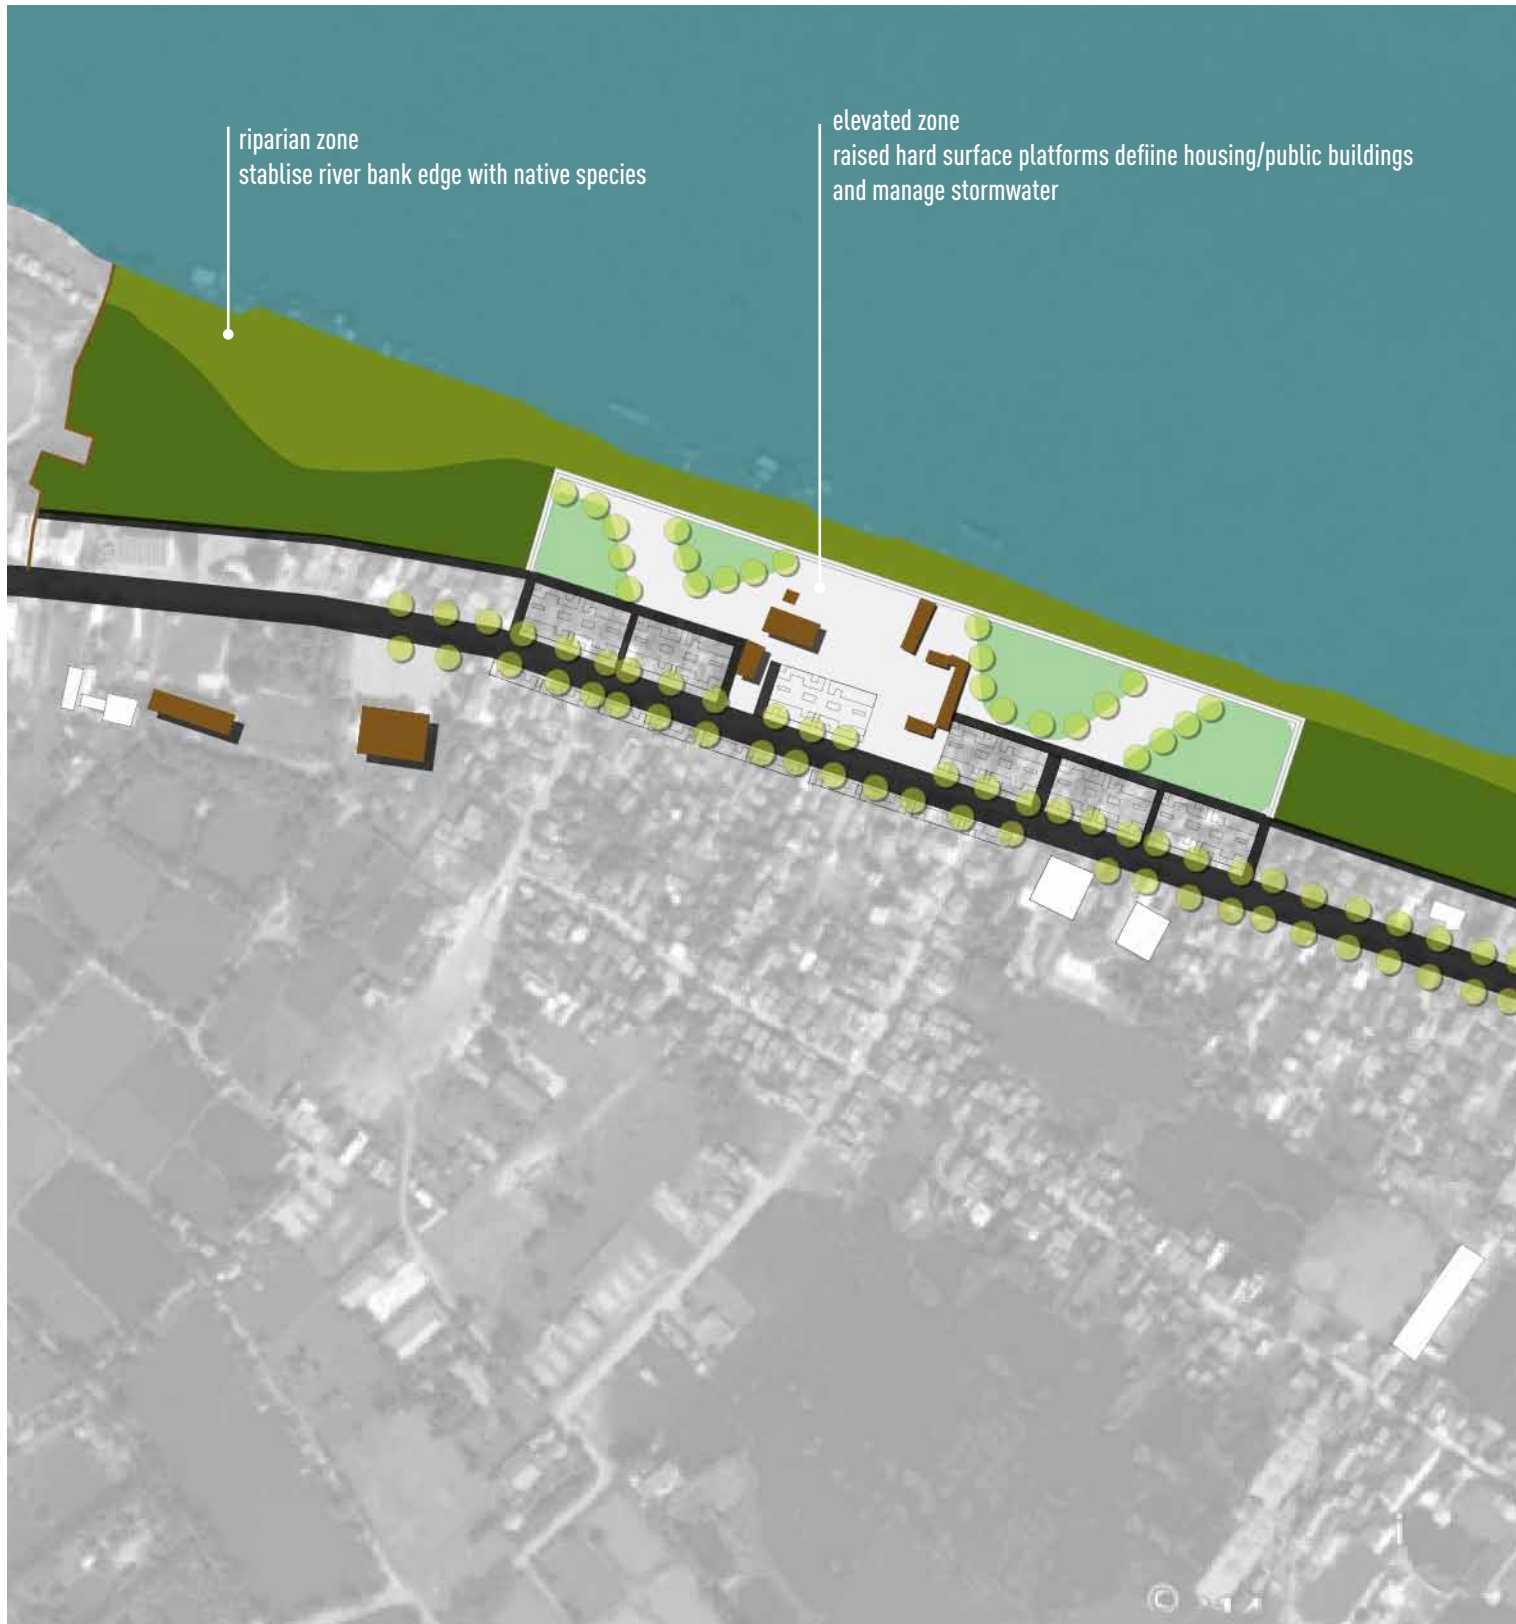 riparian zone
stablise river bank edge with native species
elevated zone
raised hard surface platforms defiine housing/public buildings
and manage stormwater
©